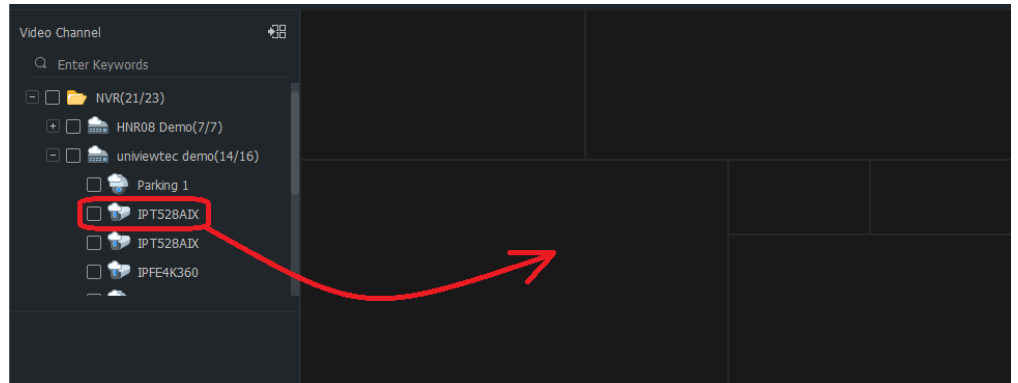 Video Channel
Enter Keywords
NVR(21/23)
HNR08 Demo(7/7)
univiewtec demo(14/16)
Parking 1
IPT528AIX
IPT528AIX
IPFE4K360